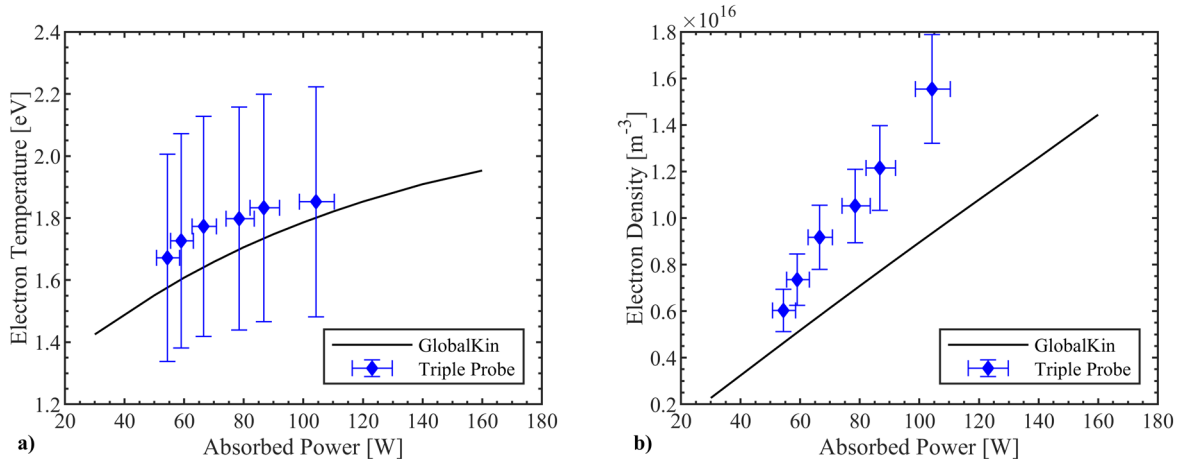 2.4
2.2
2.0
1.8
1.6
1.4
1.2
Electron Temperature [eV]
GlobalKin
Triple Probe
20 40 60 80 100 120 140 160 180
a) Absorbed Power [W]
×10^16
1.8
1.6
1.4
1.2
1.0
0.8
0.6
0.4
0.2
Electron Density [m^-3]
GlobalKin
Triple Probe
20 40 60 80 100 120 140 160 180
b) Absorbed Power [W]